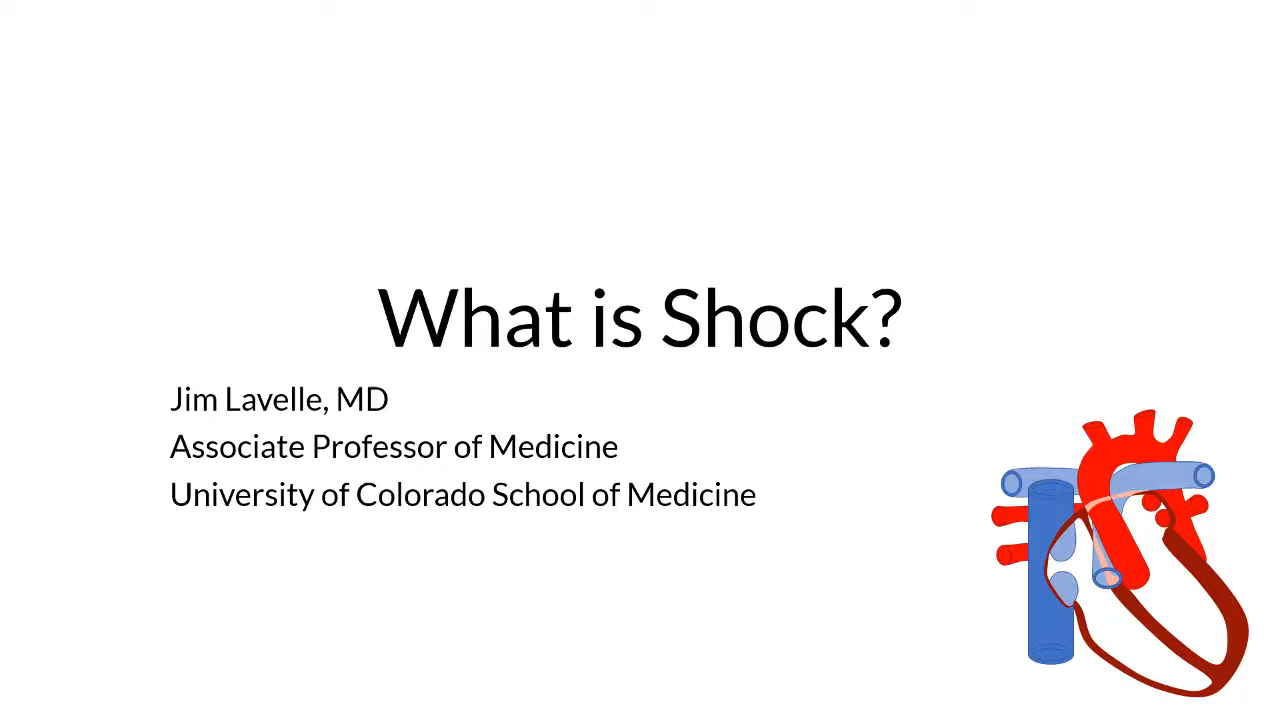 What is Shock?
Jim Lavelle, MD
Associate Professor of Medicine
University of Colorado School of Medicine